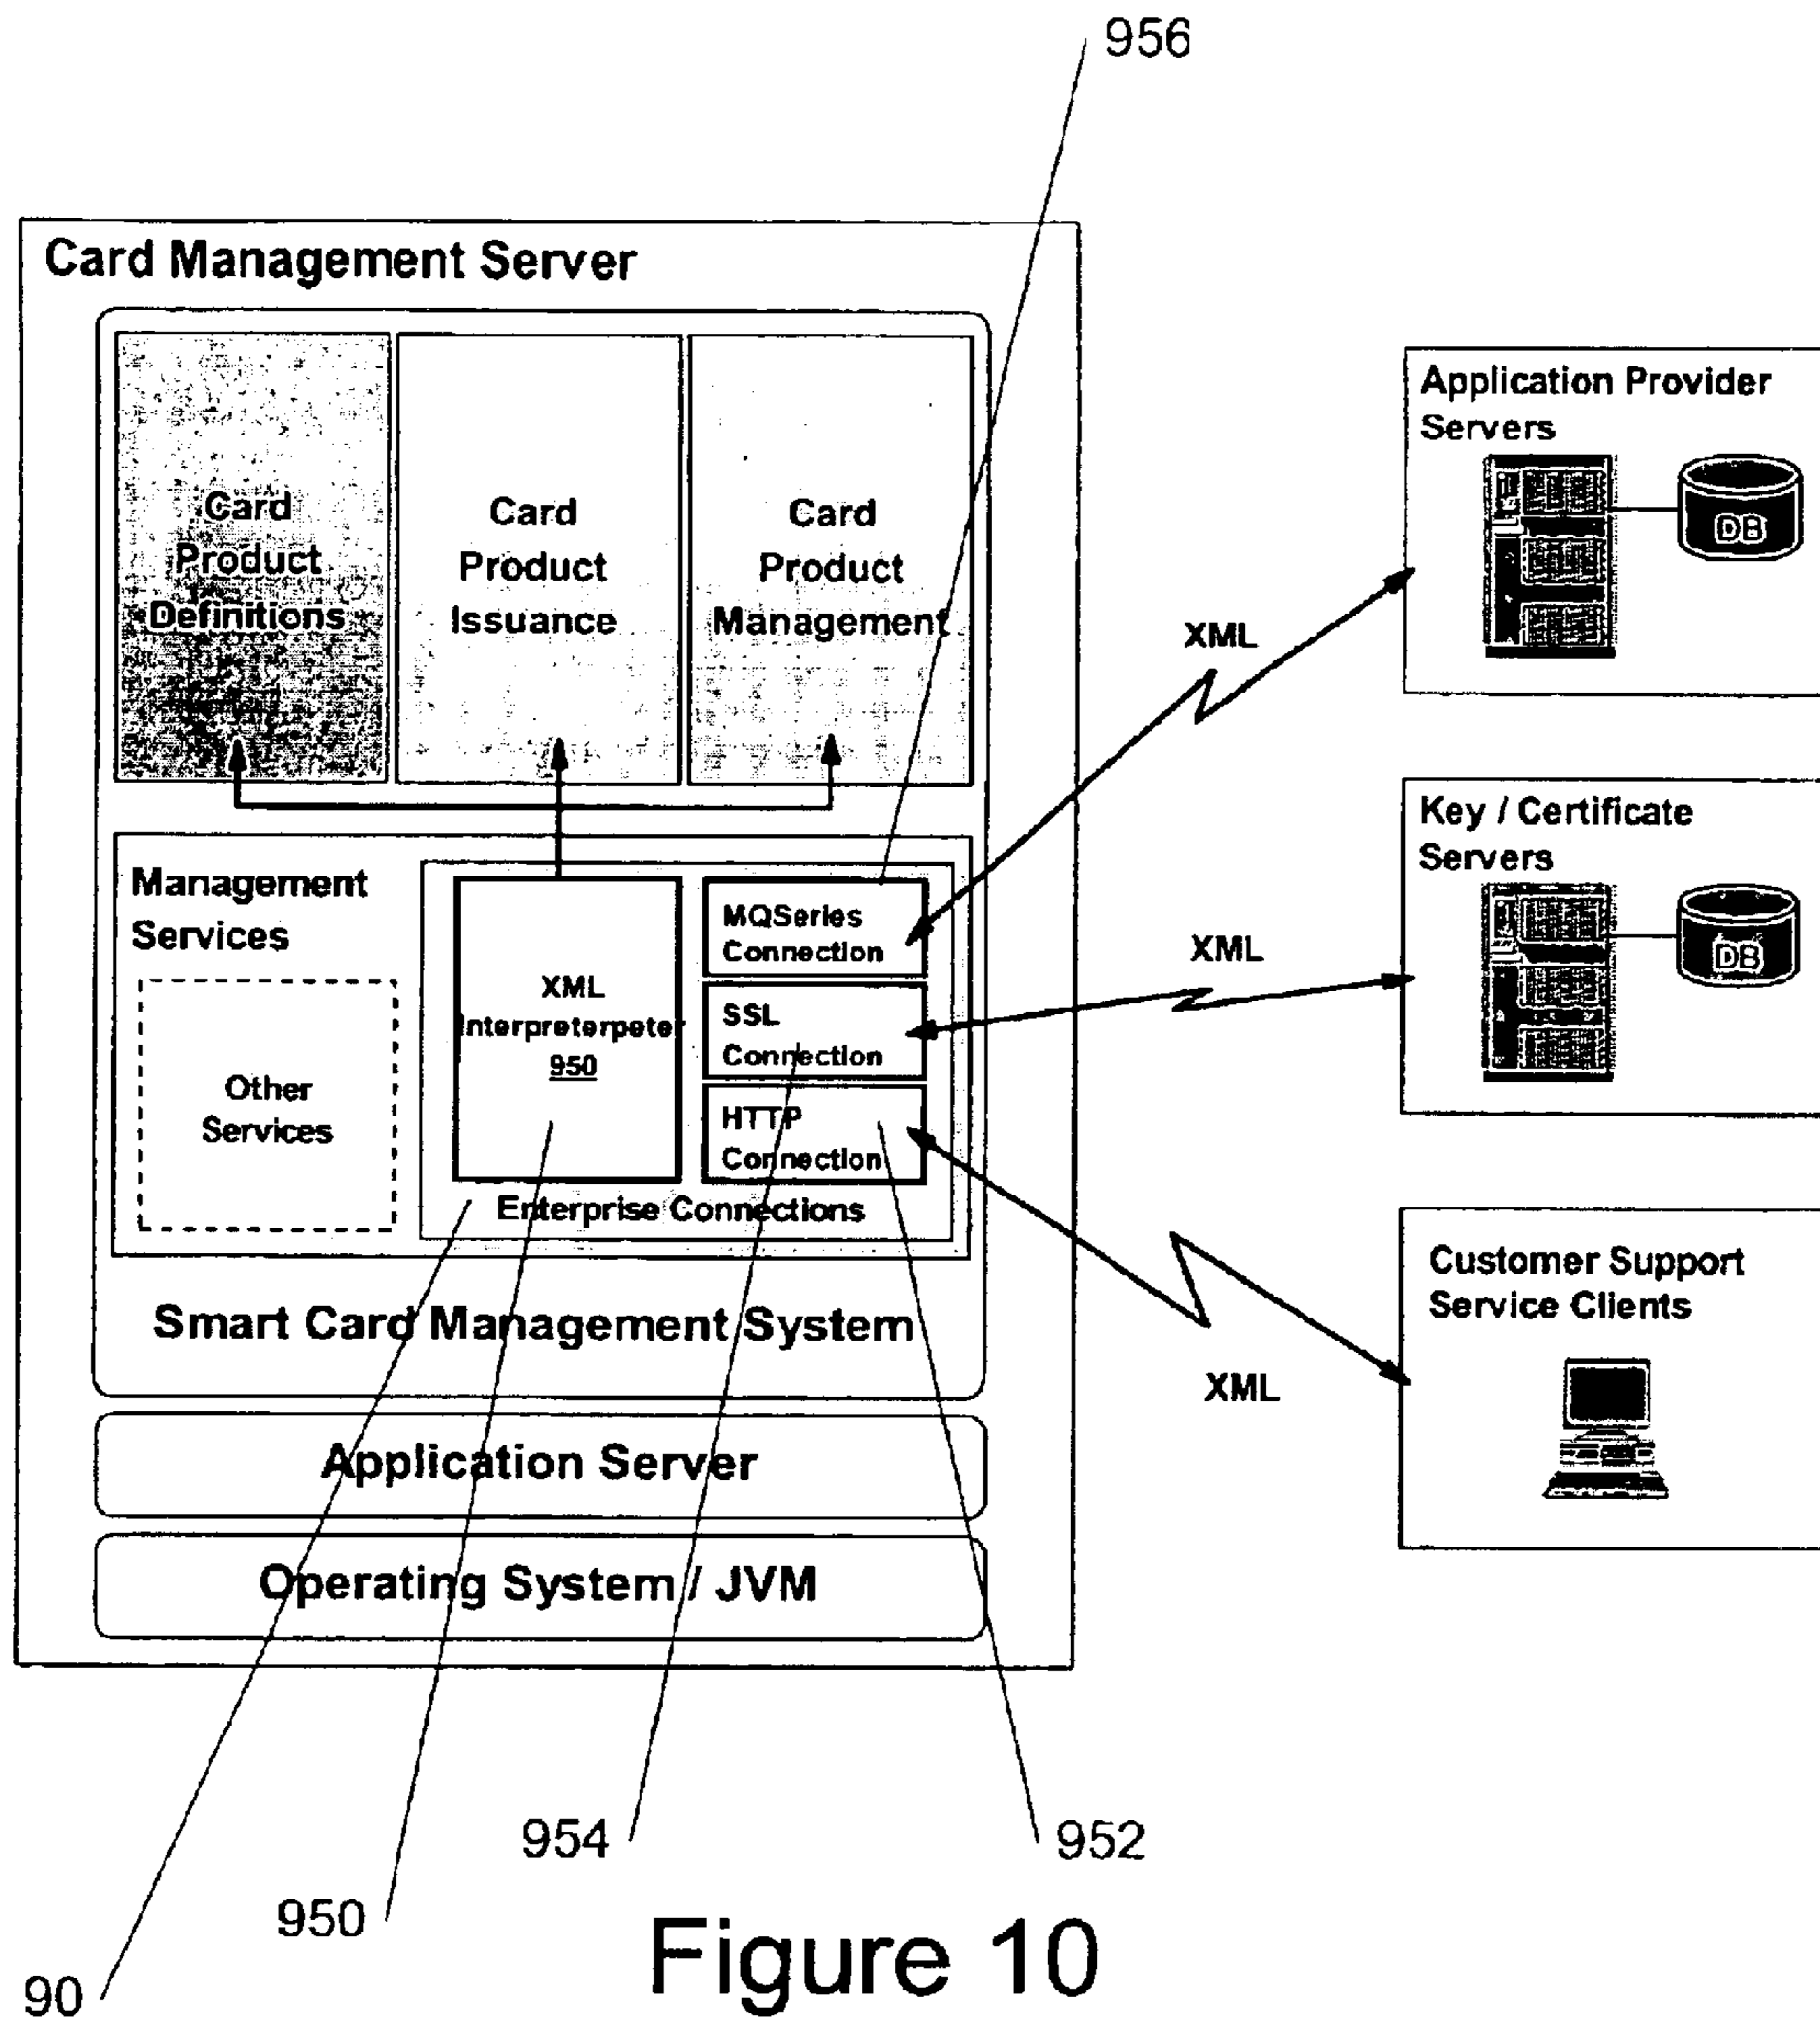 956
Card Management Server
Card
Product
Definitions
Card
Product
Issuance
Card
Product
Management
Management
Services
Other
Services
XML
Interpreterpeter
950
MQSeries
Connection
SSL
Connection
HTTP
Connection
Enterprise Connections
Smart Card Management System
Application Server
Operating System / JVM
XML
XML
XML
Application Provider
Servers
DB
Key / Certificate
Servers
DB
Customer Support
Service Clients
954
952
950
90
Figure 10